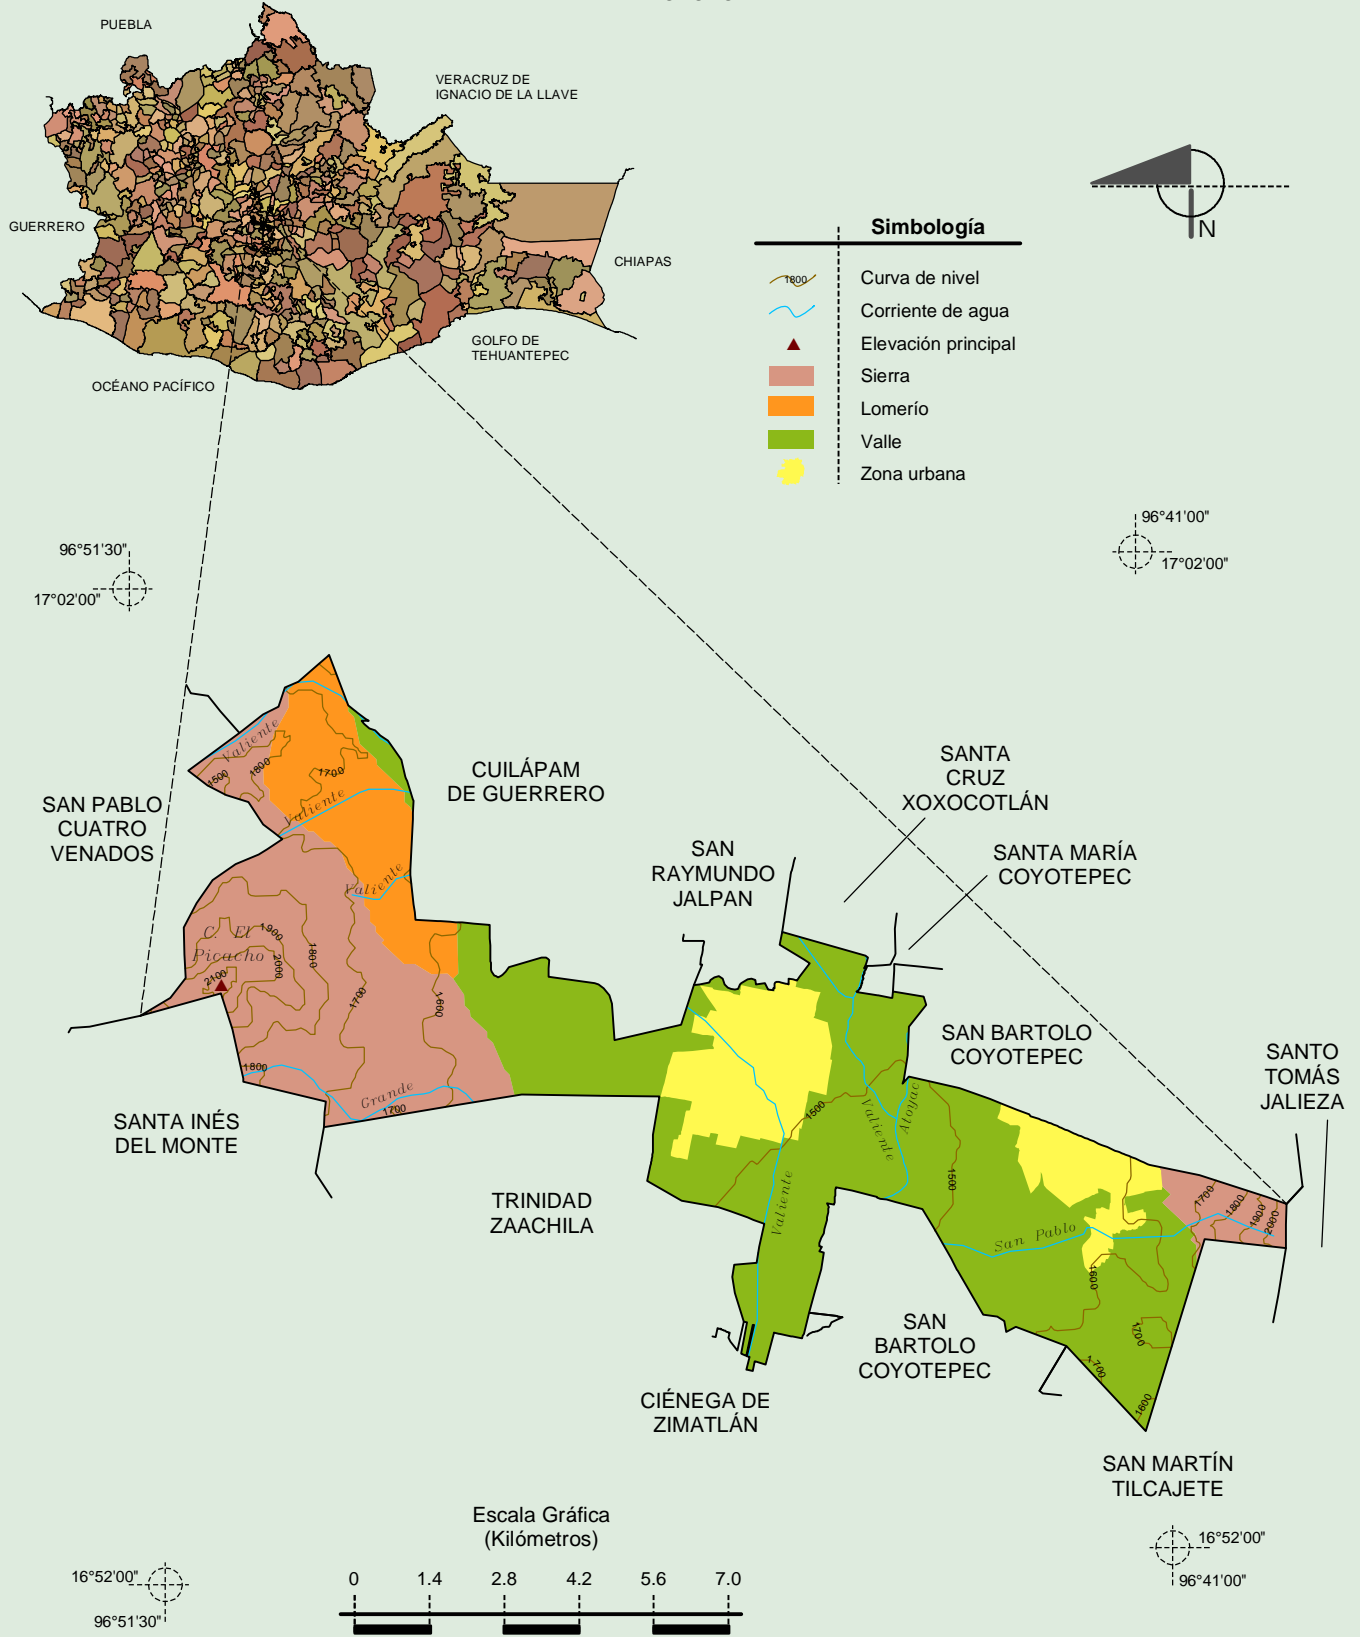 PUEBLA
VERACRUZ DE
IGNACIO DE LA LLAVE
GUERRERO
CHIAPAS
GOLFO DE
TEHUANTEPEC
OCÉANO PACÍFICO
N
Simbología
1800
Curva de nivel
Corriente de agua
Elevación principal
Sierra
Lomerío
Valle
Zona urbana
96°51'30"
17°02'00"
96°41'00"
17°02'00"
SAN PABLO
CUATRO
VENADOS
CUILÁPAM
DE GUERRERO
SANTA
CRUZ
XOXOCOTLÁN
SAN
RAYMUNDO
JALPAN
SANTA MARÍA
COYOTEPEC
SAN BARTOLO
COYOTEPEC
SANTO
TOMÁS
JALIEZA
SANTA INÉS
DEL MONTE
TRINIDAD
ZAACHILA
CIÉNEGA DE
ZIMATLÁN
SAN
BARTOLO
COYOTEPEC
SAN MARTÍN
TILCAJETE
Valiente
1500
1800
1700
Valiente
Valiente
C. El
Picacho
1900
2000
1800
2100
1700
1600
1800
Grande
1700
1500
Valiente
Valiente
Atoyac
1500
San Pablo
1600
1700
1800
1900
2000
1700
1700
1600
Escala Gráfica
(Kilómetros)
0 1.4 2.8 4.2 5.6 7.0
16°52'00"
96°51'30"
16°52'00"
96°41'00"